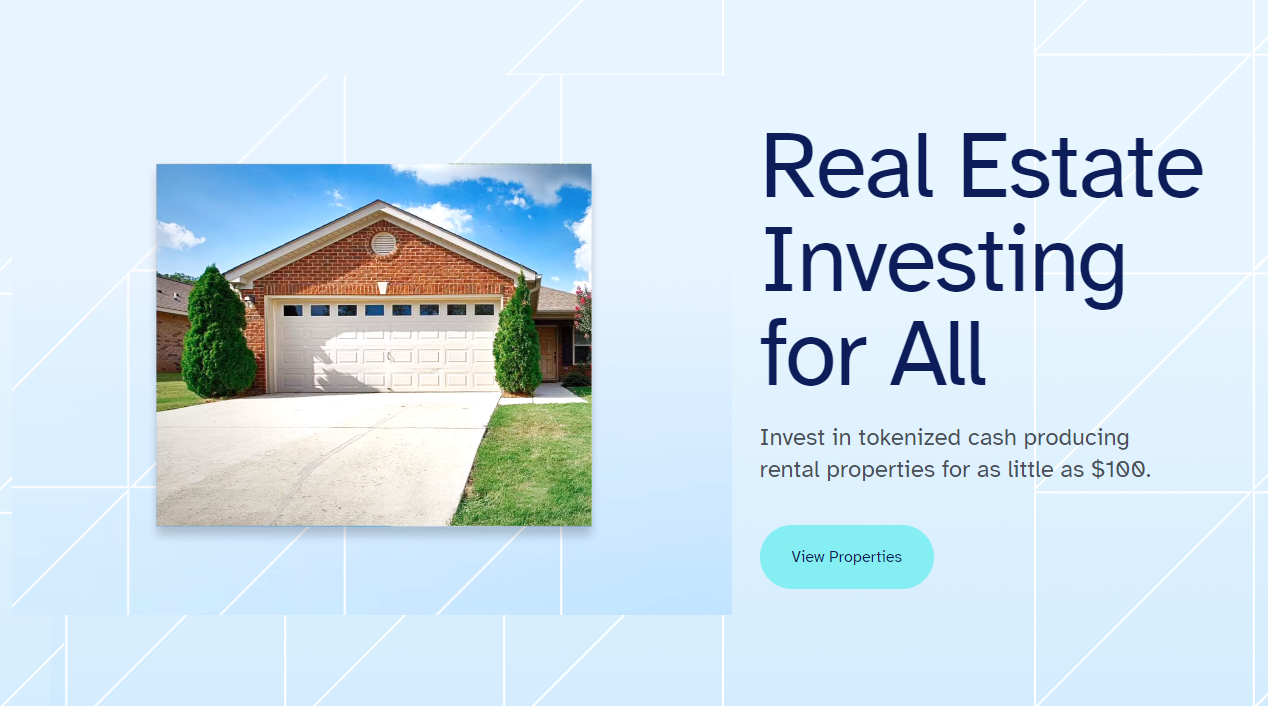 Real Estate
Investing
for All
Invest in tokenized cash producing
rental properties for as little as $100.
View Properties